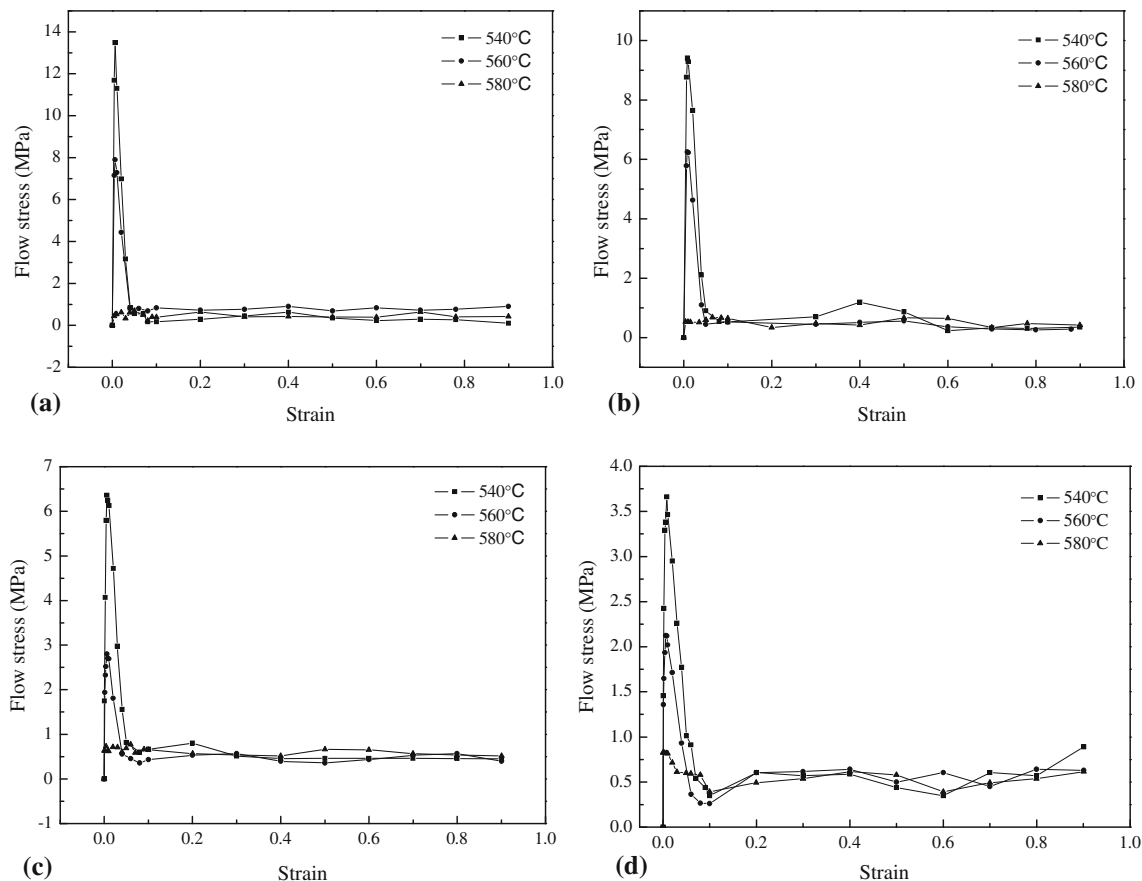 14
12
10
8
6
4
2
0
-2
Flow stress (MPa)
540°C
560°C
580°C
0.0 0.2 0.4 0.6 0.8 1.0
Strain
(a)
10
8
6
4
2
0
Flow stress (MPa)
540°C
560°C
580°C
0.0 0.2 0.4 0.6 0.8 1.0
Strain
(b)
7
6
5
4
3
2
1
0
-1
Flow stress (MPa)
540°C
560°C
580°C
0.0 0.2 0.4 0.6 0.8 1.0
Strain
(c)
4.0
3.5
3.0
2.5
2.0
1.5
1.0
0.5
0.0
Flow stress (MPa)
540°C
560°C
580°C
0.0 0.2 0.4 0.6 0.8 1.0
Strain
(d)